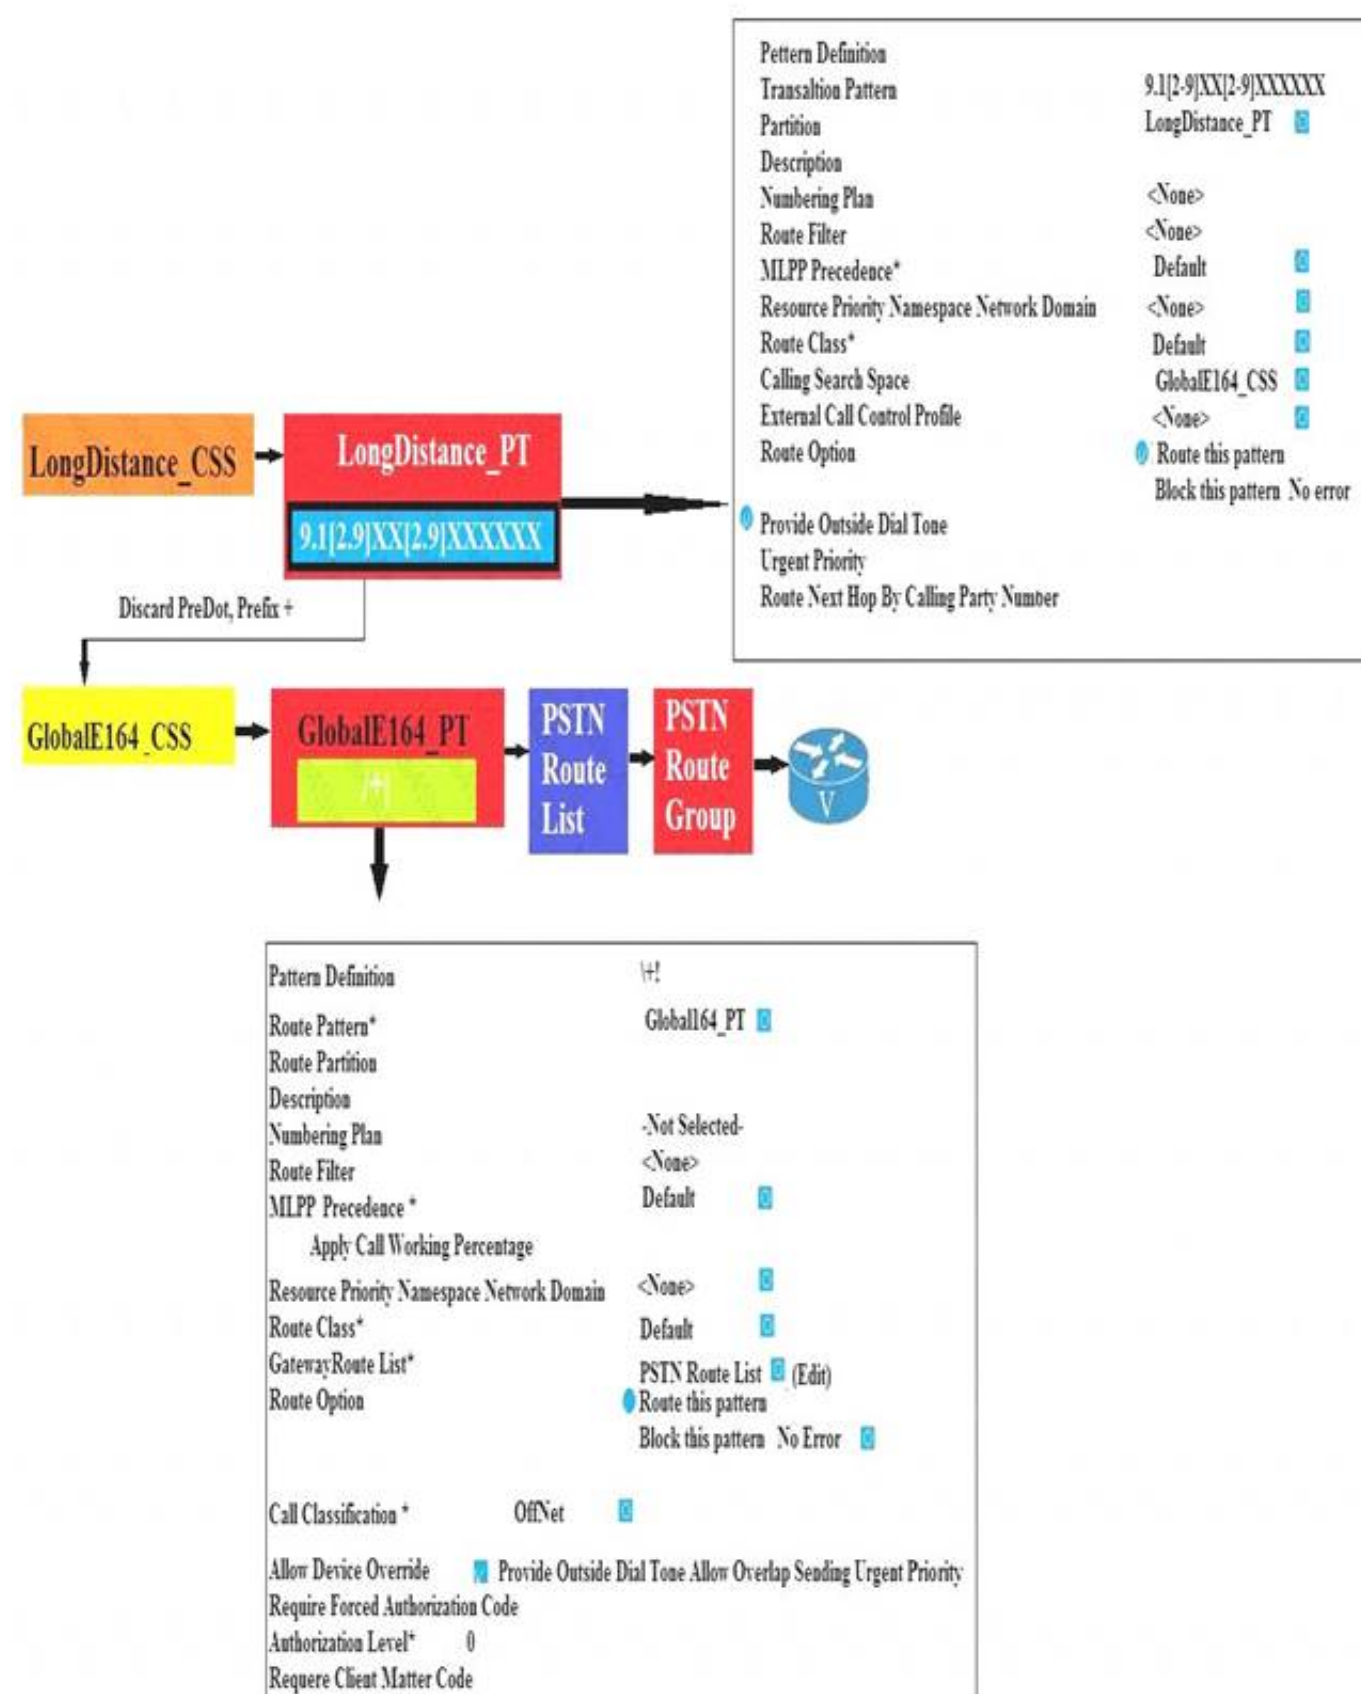 Pettern Definition
Transaltion Pattern 9.1[2-9]XX[2-9]XXXXXX
Partition LongDistance_PT
Description
Numbering Plan <None>
Route Filter <None>
MLPP Precedence* Default
Resource Priority Namespace Network Domain <None>
Route Class* Default
Calling Search Space GlobalE164_CSS
External Call Control Profile <None>
Route Option Route this pattern
Block this pattern No error
Provide Outside Dial Tone
Urgent Priority
Route Next Hop By Calling Party Number
LongDistance_CSS
LongDistance_PT
9.1[2.9]XX[2.9]XXXXXX
Discard PreDot, Prefix +
GlobalE164_CSS
GlobalE164_PT
PSTN
Route
List
PSTN
Route
Group
V
Pattern Definition \+!
Route Pattern* Global164_PT
Route Partition
Description
Numbering Plan -Not Selected-
Route Filter <None>
MLPP Precedence * Default
Apply Call Working Percentage
Resource Priority Namespace Network Domain <None>
Route Class* Default
GatewayRoute List* PSTN Route List (Edit)
Route Option Route this pattern
Block this pattern No Error
Call Classification * OffNet
Allow Device Override Provide Outside Dial Tone Allow Overlap Sending Urgent Priority
Require Forced Authorization Code
Authorization Level* 0
Requere Client Matter Code